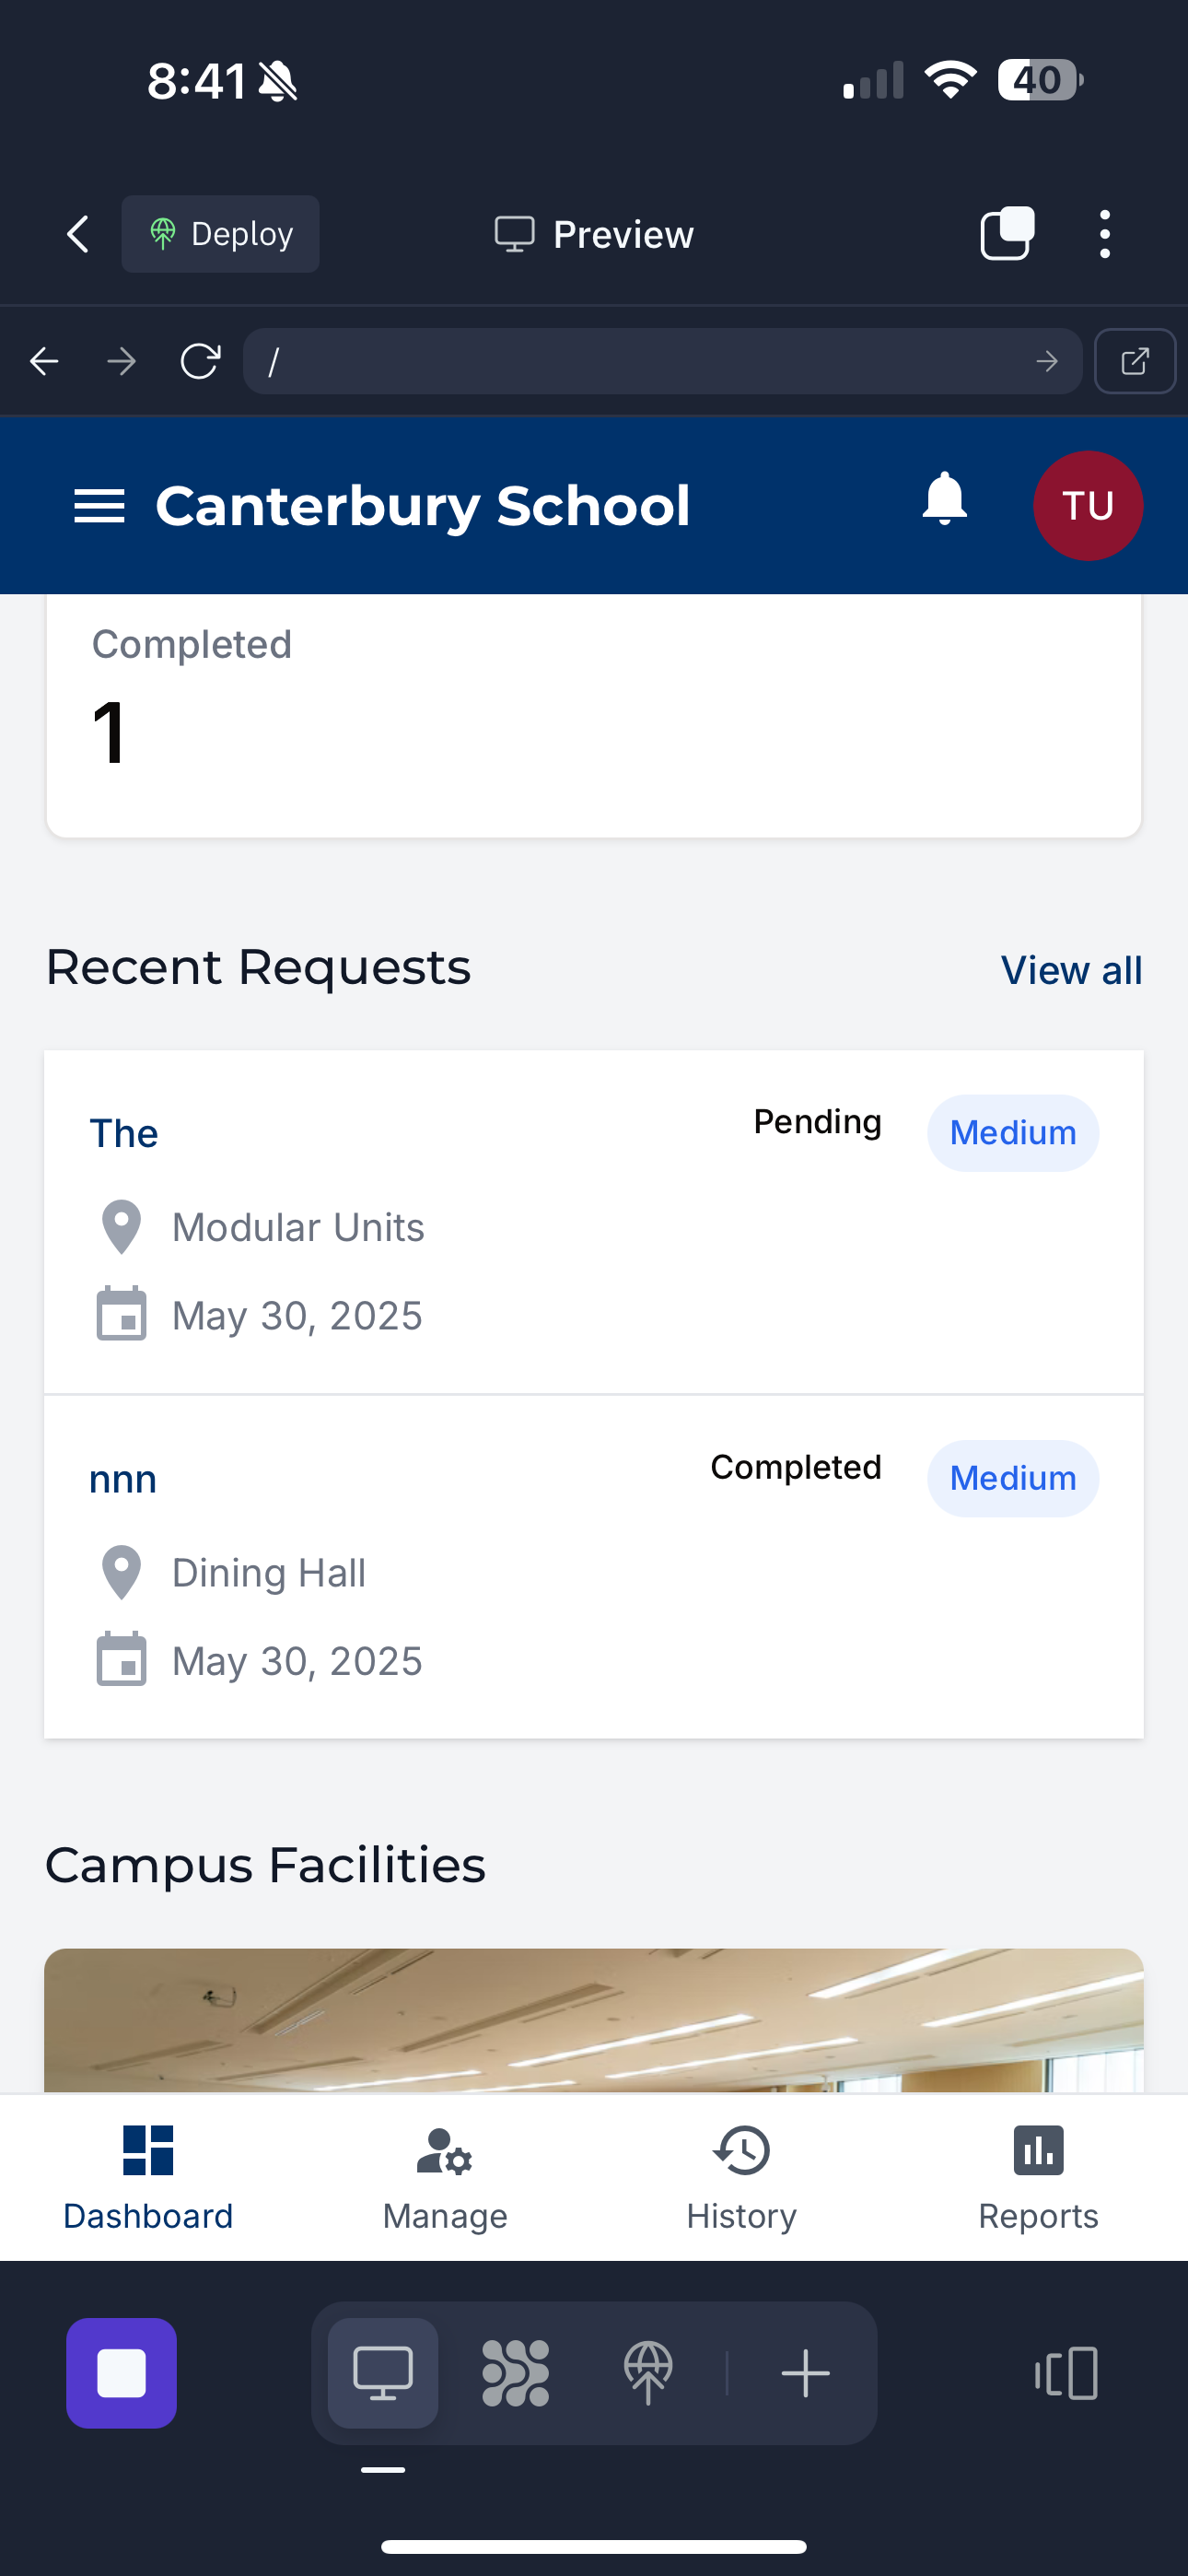 8:41
40
Deploy
Preview
/
Canterbury School
TU
Completed
1
Recent Requests
View all
The
Pending
Medium
Modular Units
May 30, 2025
nnn
Completed
Medium
Dining Hall
May 30, 2025
Campus Facilities
Dashboard
Manage
History
Reports